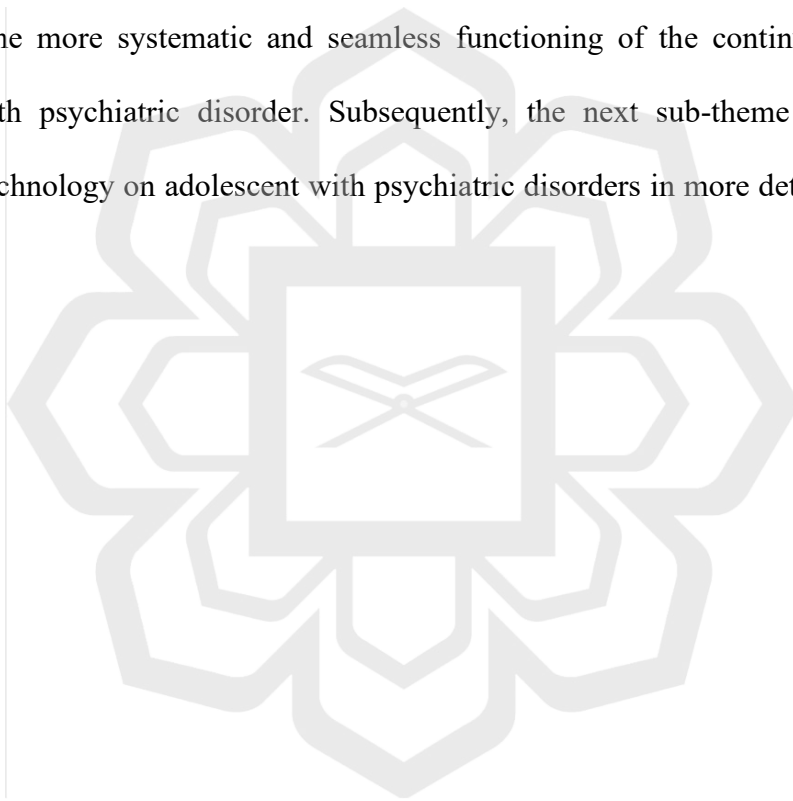 ne more systematic and seamless functioning of the contin
th psychiatric disorder. Subsequently, the next sub-theme
chnology on adolescent with psychiatric disorders in more det